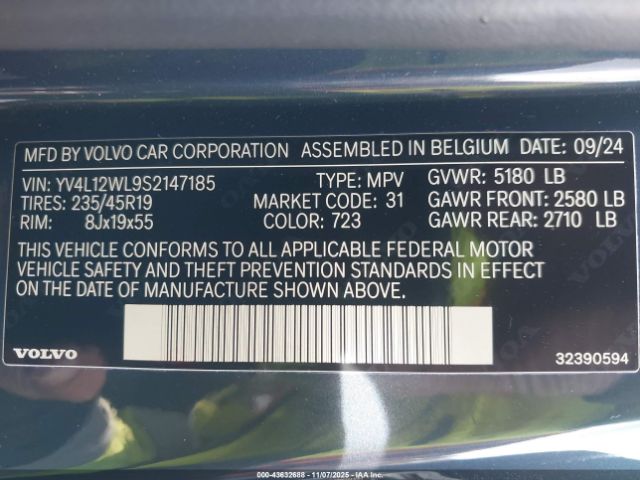 MFD BY VOLVO CAR CORPORATION ASSEMBLED IN BELGIUM DATE: 09/24
VIN: YV4L12WL9S2147185 TYPE: MPV GVWR: 5180 LB
TIRES: 235/45R19 MARKET CODE: 31 GAWR FRONT: 2580 LB
RIM: 8Jx19x55 COLOR: 723 GAWR REAR: 2710 LB
THIS VEHICLE CONFORMS TO ALL APPLICABLE FEDERAL MOTOR
VEHICLE SAFETY AND THEFT PREVENTION STANDARDS IN EFFECT
ON THE DATE OF MANUFACTURE SHOWN ABOVE.
VOLVO 32390594
000-43632688 - 11/07/2025 - IAA Inc.